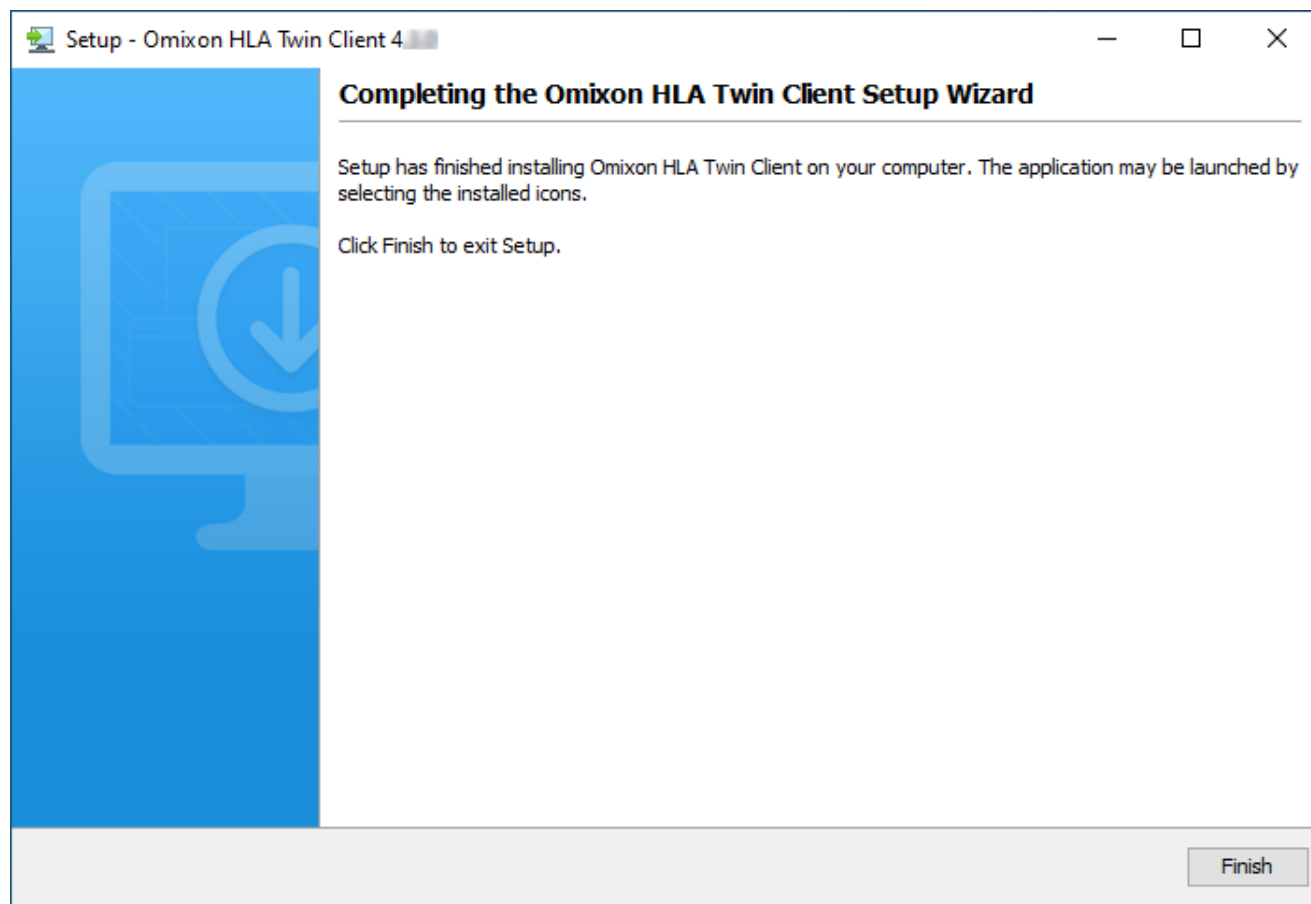 Setup - Omixon HLA Twin Client 4
Completing the Omixon HLA Twin Client Setup Wizard
Setup has finished installing Omixon HLA Twin Client on your computer. The application may be launched by
selecting the installed icons.
Click Finish to exit Setup.
Finish